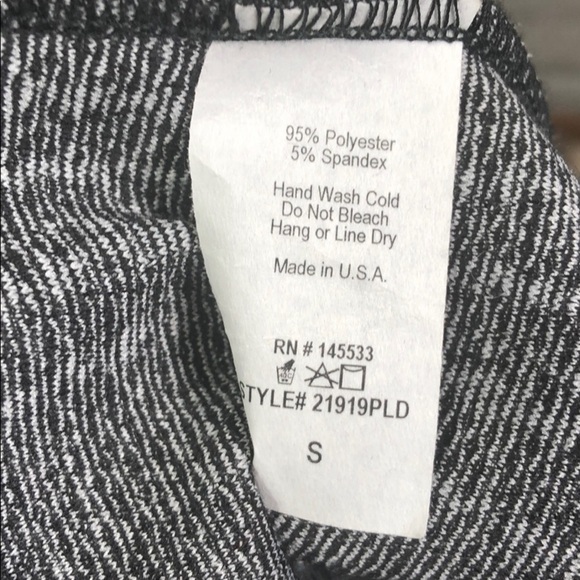 95% Polyester
5% Spandex
Hand Wash Cold
Do Not Bleach
Hang or Line Dry
Made in U.S.A.
RN # 145533
STYLE# 21919PLD
S